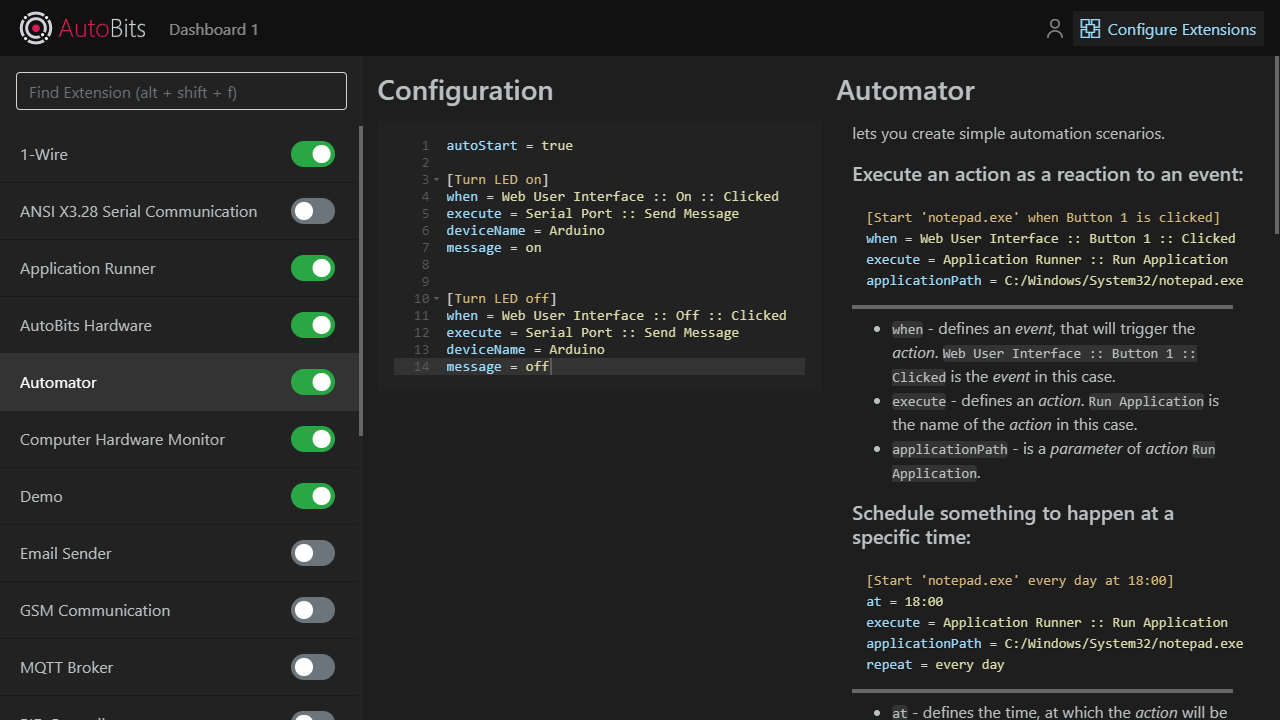 AutoBits
Dashboard 1
Configure Extensions
Find Extension (alt + shift + f)
1-Wire
ANSI X3.28 Serial Communication
Application Runner
AutoBits Hardware
Automator
Computer Hardware Monitor
Demo
Email Sender
GSM Communication
MQTT Broker
Configuration
1 autoStart = true
2
3 [Turn LED on]
4 when = Web User Interface :: On :: Clicked
5 execute = Serial Port :: Send Message
6 deviceName = Arduino
7 message = on
8
9
10 [Turn LED off]
11 when = Web User Interface :: Off :: Clicked
12 execute = Serial Port :: Send Message
13 deviceName = Arduino
14 message = off
Automator
lets you create simple automation scenarios.
Execute an action as a reaction to an event:
[Start 'notepad.exe' when Button 1 is clicked]
when = Web User Interface :: Button 1 :: Clicked
execute = Application Runner :: Run Application
applicationPath = C:/Windows/System32/notepad.exe
• when - defines an event, that will trigger the
action. Web User Interface :: Button 1 ::
Clicked is the event in this case.
• execute - defines an action. Run Application is
the name of the action in this case.
• applicationPath - is a parameter of action Run
Application.
Schedule something to happen at a
specific time:
[Start 'notepad.exe' every day at 18:00]
at = 18:00
execute = Application Runner :: Run Application
applicationPath = C:/Windows/System32/notepad.exe
repeat = every day
• at - defines the time, at which the action will be